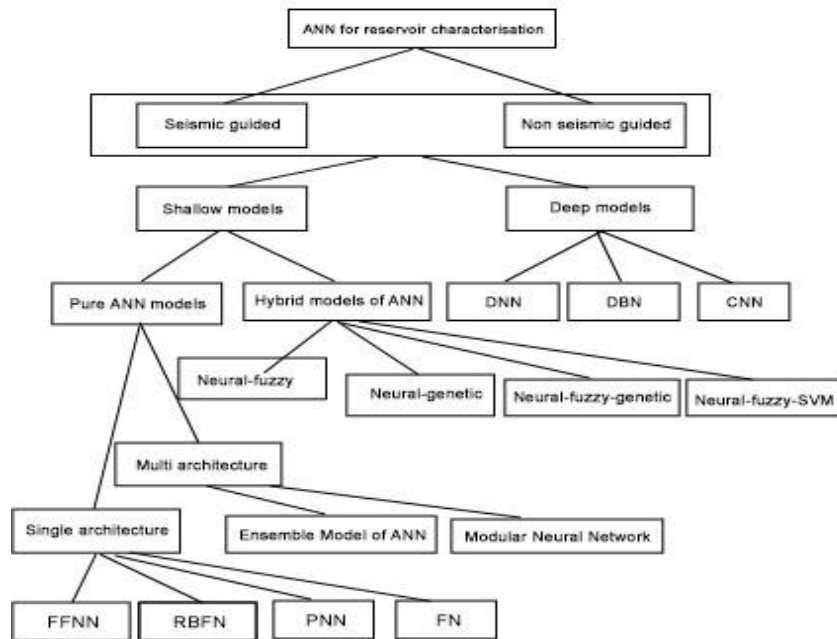 ANN for reservoir characterisation
Seismic guided
Non seismic guided
Shallow models
Deep models
Pure ANN models
Hybrid models of ANN
DNN
DBN
CNN
Neural-fuzzy
Neural-genetic
Neural-fuzzy-genetic
Neural-fuzzy-SVM
Multi architecture
Single architecture
Ensemble Model of ANN
Modular Neural Network
FFNN
RBFN
PNN
FN